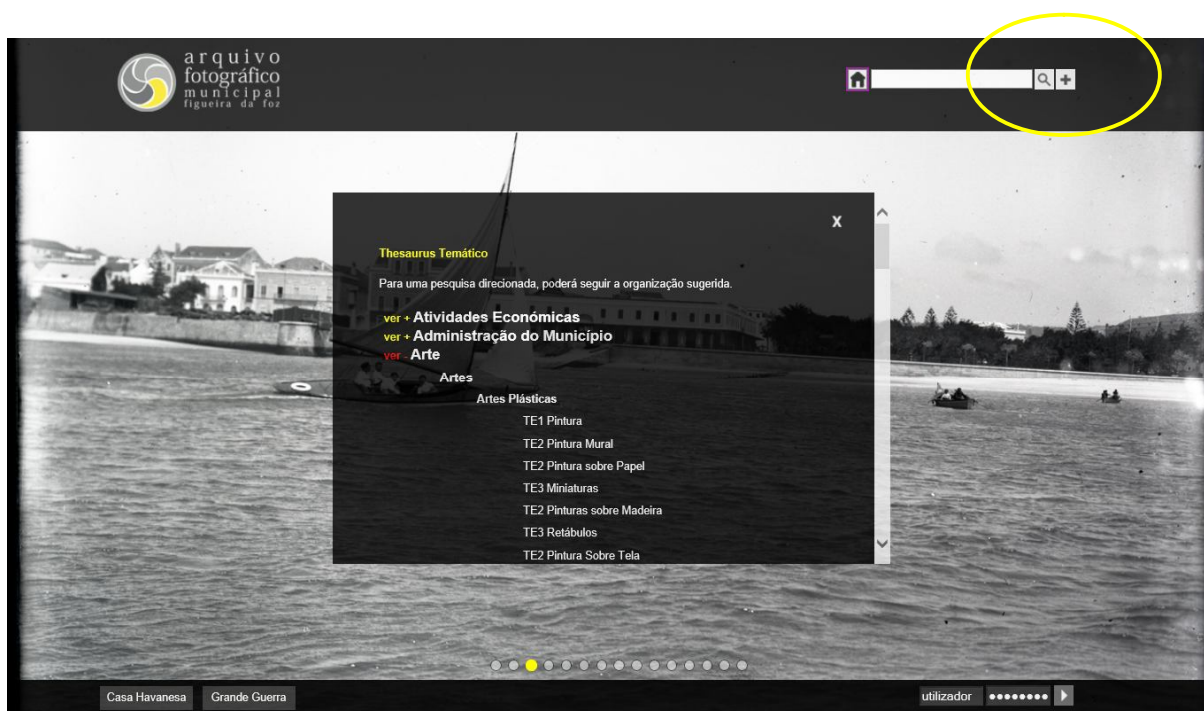 arquivo
fotográfico
municipal
figueira da foz
x
Thesaurus Temático
Para uma pesquisa direcionada, poderá seguir a organização sugerida.
ver + Atividades Económicas
ver + Administração do Município
ver - Arte
Artes
Artes Plásticas
TE1 Pintura
TE2 Pintura Mural
TE2 Pintura sobre Papel
TE3 Miniaturas
TE2 Pinturas sobre Madeira
TE3 Retábulos
TE2 Pintura Sobre Tela
Casa Havanesa Grande Guerra utilizador ••••••••